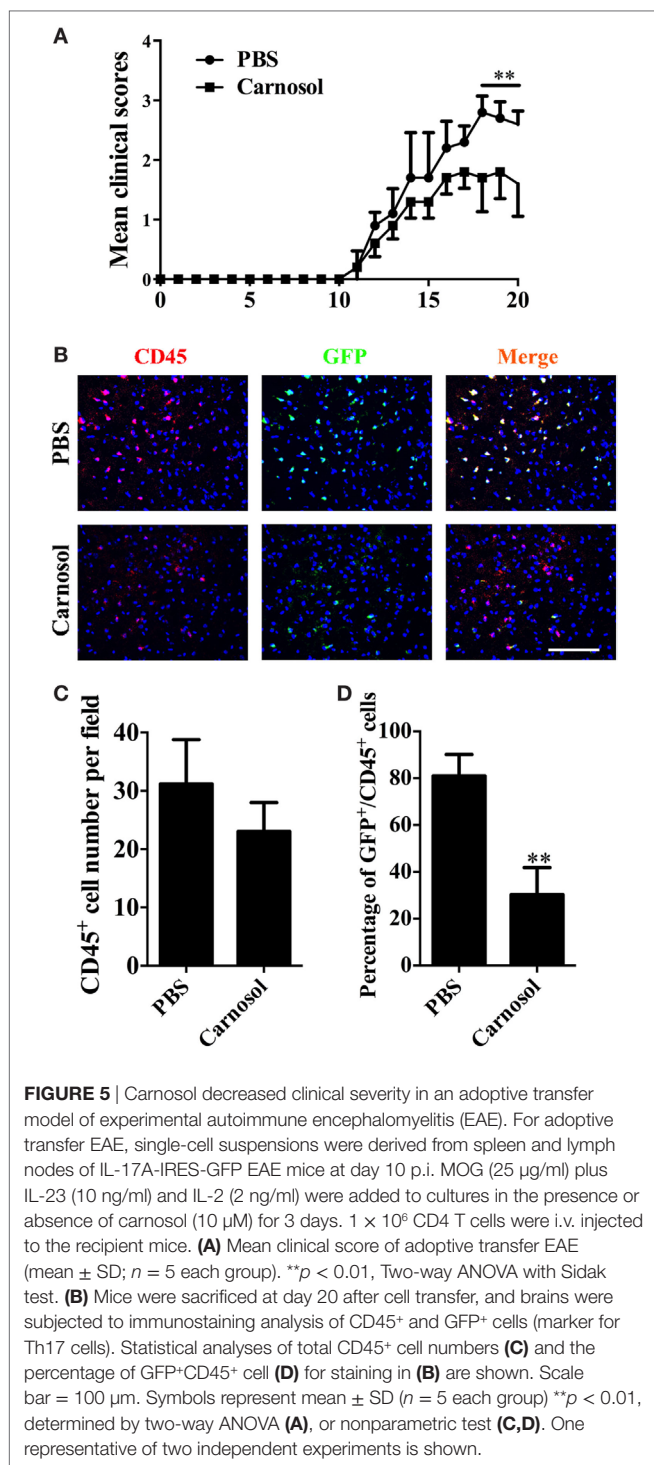 A
PBS
Carnosol
**
Mean clinical scores
4
3
2
1
0
0 5 10 15 20
B
CD45 GFP Merge
PBS
Carnosol
C
CD45⁺ cell number per field
40
30
20
10
0
PBS Carnosol
D
Percentage of GFP⁺/CD45⁺ cells
100
80
60
40
20
0
**
PBS Carnosol
FIGURE 5 | Carnosol decreased clinical severity in an adoptive transfer
model of experimental autoimmune encephalomyelitis (EAE). For adoptive
transfer EAE, single-cell suspensions were derived from spleen and lymph
nodes of IL-17A-IRES-GFP EAE mice at day 10 p.i. MOG (25 µg/ml) plus
IL-23 (10 ng/ml) and IL-2 (2 ng/ml) were added to cultures in the presence or
absence of carnosol (10 µM) for 3 days. 1 × 10⁶ CD4 T cells were i.v. injected
to the recipient mice. (A) Mean clinical score of adoptive transfer EAE
(mean ± SD; n = 5 each group). **p < 0.01, Two-way ANOVA with Sidak
test. (B) Mice were sacrificed at day 20 after cell transfer, and brains were
subjected to immunostaining analysis of CD45⁺ and GFP⁺ cells (marker for
Th17 cells). Statistical analyses of total CD45⁺ cell numbers (C) and the
percentage of GFP⁺CD45⁺ cell (D) for staining in (B) are shown. Scale
bar = 100 µm. Symbols represent mean ± SD (n = 5 each group) **p < 0.01,
determined by two-way ANOVA (A), or nonparametric test (C,D). One
representative of two independent experiments is shown.